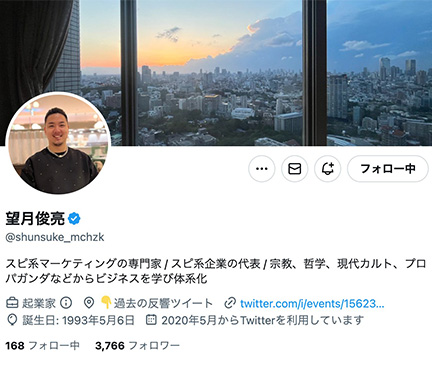 フォロー中
望月俊亮
@shunsuke_mchzk
スピ系マーケティングの専門家 / スピ系企業の代表 / 宗教、哲学、現代カルト、プロ
パガンダなどからビジネスを学び体系化
起業家 👇過去の反響ツイート twitter.com/i/events/15623...
誕生日: 1993年5月6日 2020年5月からTwitterを利用しています
168 フォロー中 3,766 フォロワー